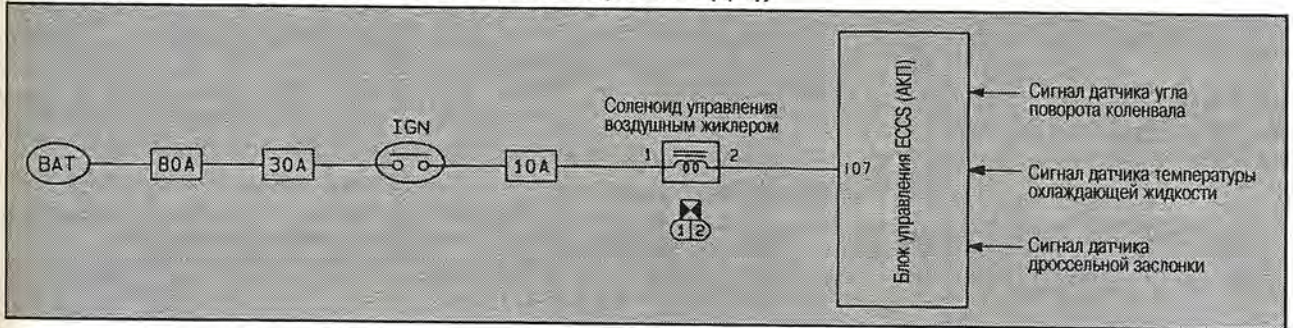 BAT
80A
30A
IGN
10A
Соленоид управления
воздушным жиклером
1
2
1 2
107
Блок управления ECCS (АКП)
Сигнал датчика угла
поворота коленвала
Сигнал датчика температуры
охлаждающей жидкости
Сигнал датчика
дроссельной заслонки